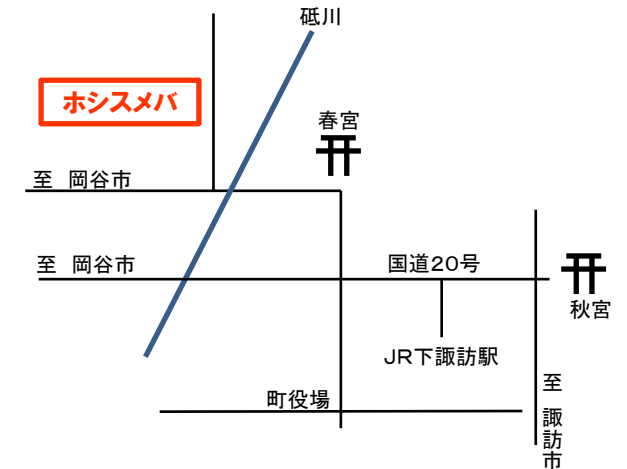 砥川
ホシスメバ
春宮
至 岡谷市
至 岡谷市
国道20号
秋宮
JR下諏訪駅
至 諏訪市
町役場